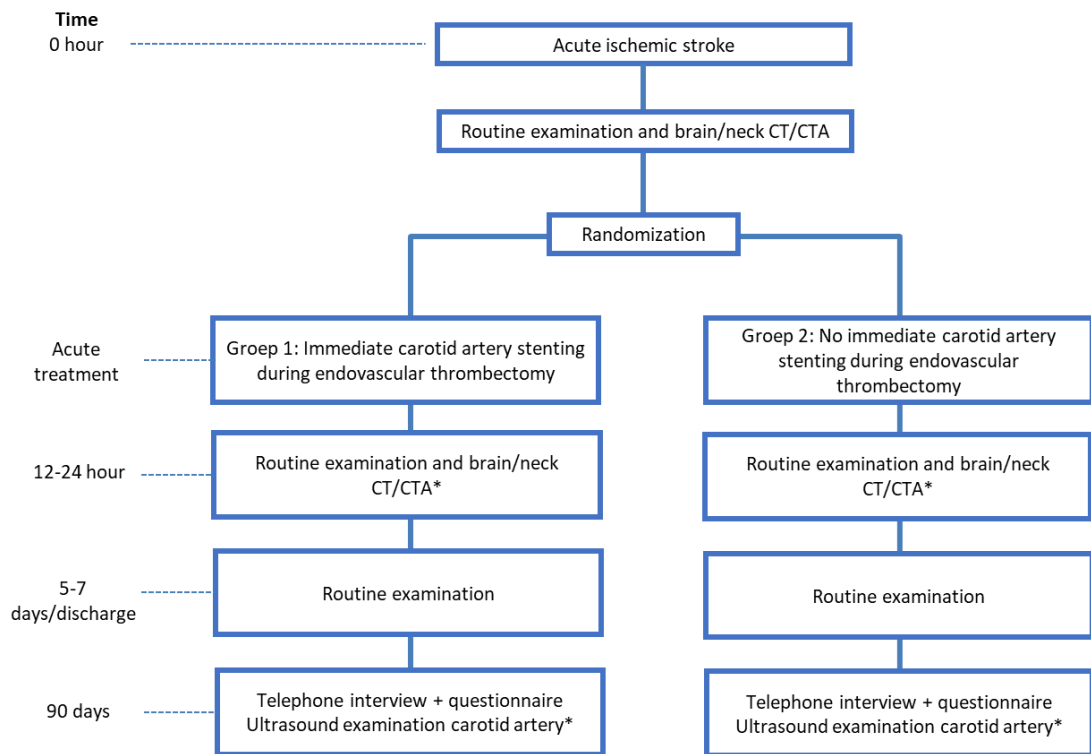 Time
0 hour
Acute ischemic stroke
Routine examination and brain/neck CT/CTA
Randomization
Acute
treatment
Groep 1: Immediate carotid artery stenting
during endovascular thrombectomy
Groep 2: No immediate carotid artery
stenting during endovascular
thrombectomy
12-24 hour
Routine examination and brain/neck
CT/CTA*
Routine examination and brain/neck
CT/CTA*
5-7
days/discharge
Routine examination
Routine examination
90 days
Telephone interview + questionnaire
Ultrasound examination carotid artery*
Telephone interview + questionnaire
Ultrasound examination carotid artery*